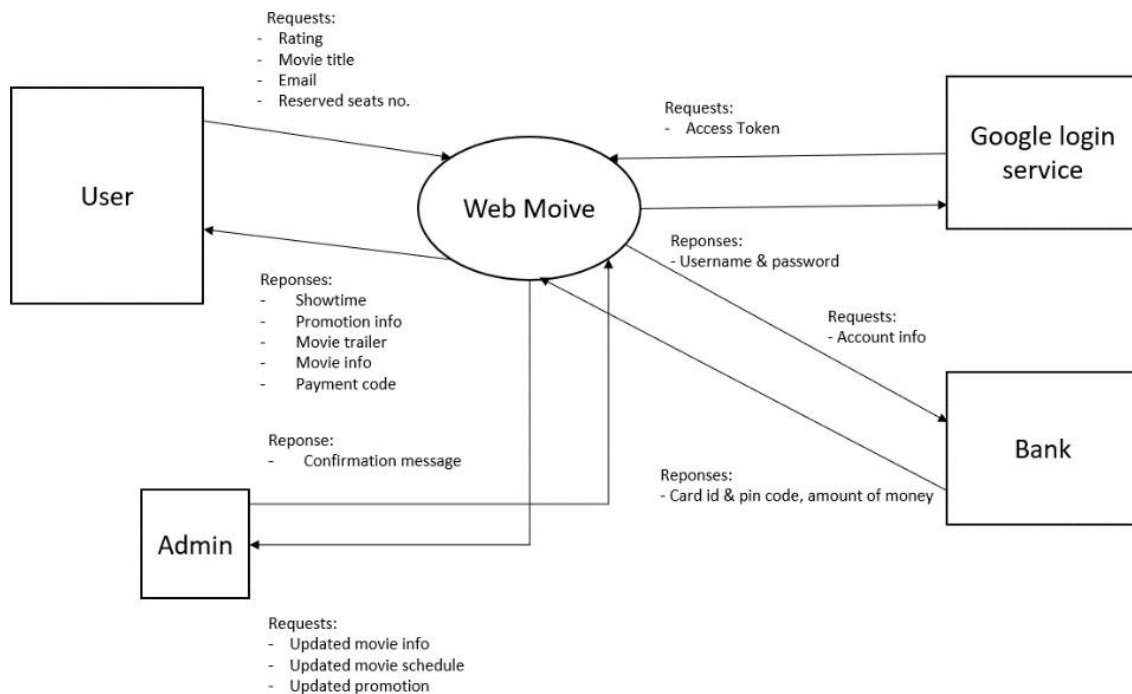 Requests:
- Rating
- Movie title
- Email
- Reserved seats no.
User
Web Moive
Requests:
- Access Token
Google login
service
Reponses:
- Username & password
Reponses:
- Showtime
- Promotion info
- Movie trailer
- Movie info
- Payment code
Requests:
- Account info
Bank
Reponse:
- Confirmation message
Reponses:
- Card id & pin code, amount of money
Admin
Requests:
- Updated movie info
- Updated movie schedule
- Updated promotion